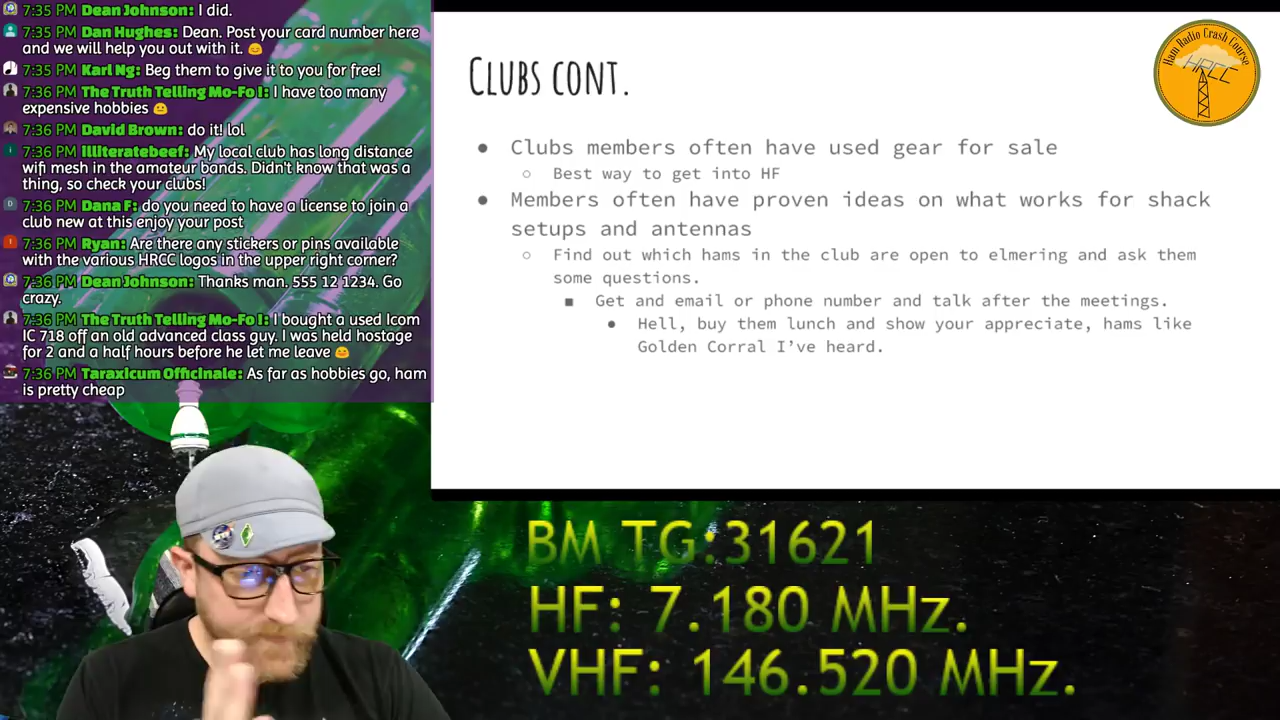 7:35 PM Dean Johnson: I did.
7:35 PM Dan Hughes: Dean. Post your card number here
and we will help you out with it.
7:35 PM Karl Ng: Beg them to give it to you for free!
7:36 PM The Truth Telling Mo-Fo I: I have too many
expensive hobbies
7:36 PM David Brown: do it! lol
7:36 PM illiteratebeef: My local club has long distance
wifi mesh in the amateur bands. Didn't know that was a
thing, so check your clubs!
7:36 PM Dana F: do you need to have a license to join a
club new at this enjoy your post
7:36 PM Ryan: Are there any stickers or pins available
with the various HRCC logos in the upper right corner?
7:36 PM Dean Johnson: Thanks man. 555 12 1234. Go
crazy.
7:36 PM The Truth Telling Mo-Fo I: I bought a used Icom
IC 718 off an old advanced class guy. I was held hostage
for 2 and a half hours before he let me leave
7:36 PM Taraxicum Officinale: As far as hobbies go, ham
is pretty cheap
Clubs cont.
Ham Radio Crash Course
HRCC
● Clubs members often have used gear for sale
○ Best way to get into HF
● Members often have proven ideas on what works for shack
setups and antennas
○ Find out which hams in the club are open to elmering and ask them
some questions.
■ Get and email or phone number and talk after the meetings.
● Hell, buy them lunch and show your appreciate, hams like
Golden Corral I've heard.
BM TG:31621
HF: 7.180 MHz.
VHF: 146.520 MHz.